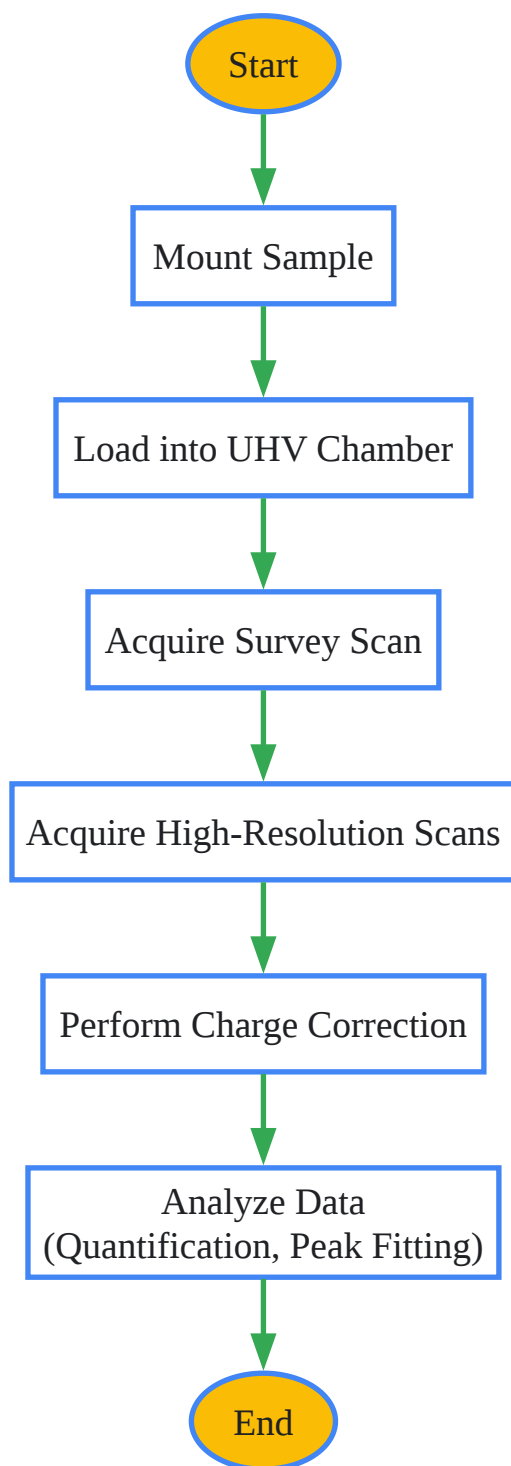 Start
Mount Sample
Load into UHV Chamber
Acquire Survey Scan
Acquire High-Resolution Scans
Perform Charge Correction
Analyze Data
(Quantification, Peak Fitting)
End